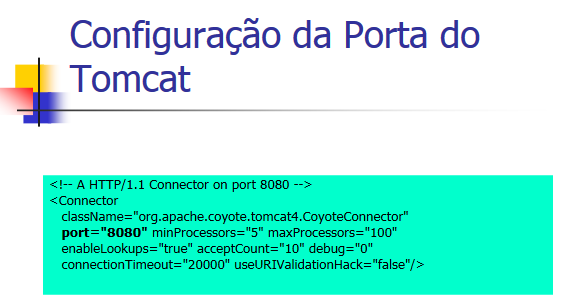 Configuração da Porta do
Tomcat
<!-- A HTTP/1.1 Connector on port 8080 -->
<Connector
className="org.apache.coyote.tomcat4.CoyoteConnector"
port="8080" minProcessors="5" maxProcessors="100"
enableLookups="true" acceptCount="10" debug="0"
connectionTimeout="20000" useURIValidationHack="false"/>